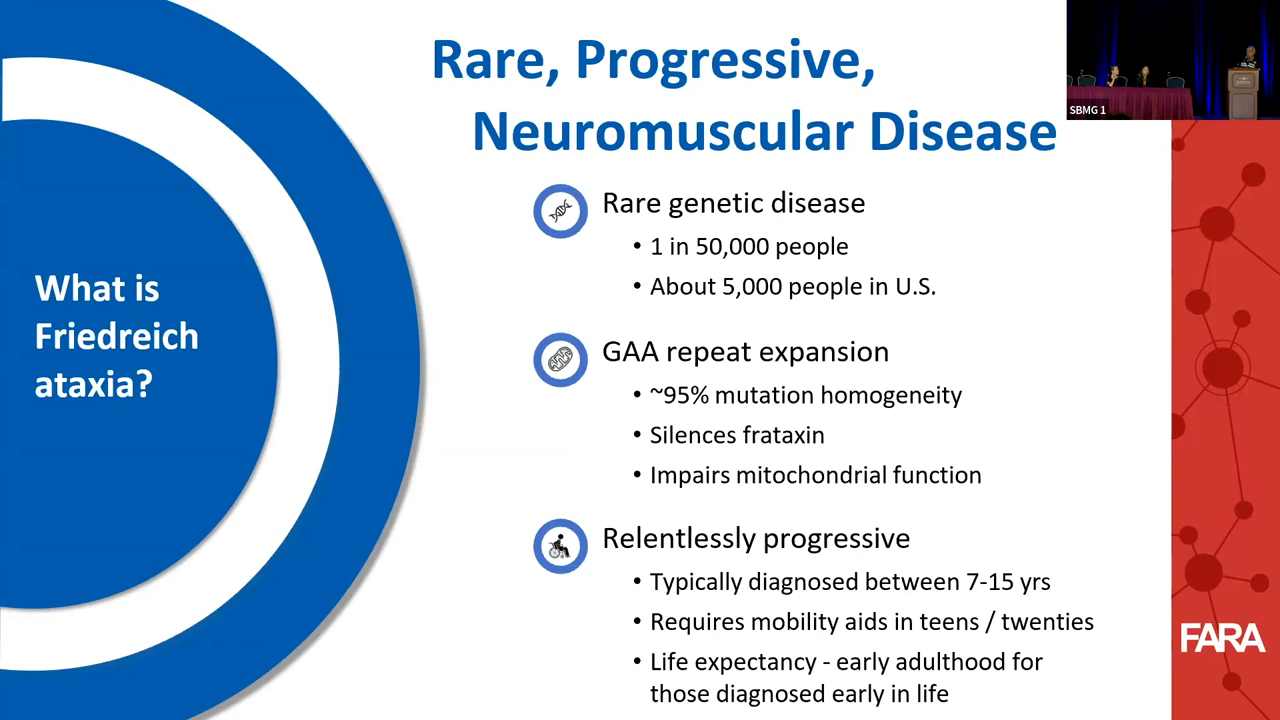 Rare, Progressive,
Neuromuscular Disease
SBMG 1
What is
Friedreich
ataxia?
Rare genetic disease
• 1 in 50,000 people
• About 5,000 people in U.S.
GAA repeat expansion
• ~95% mutation homogeneity
• Silences frataxin
• Impairs mitochondrial function
Relentlessly progressive
• Typically diagnosed between 7-15 yrs
• Requires mobility aids in teens / twenties
• Life expectancy - early adulthood for
those diagnosed early in life
FARA